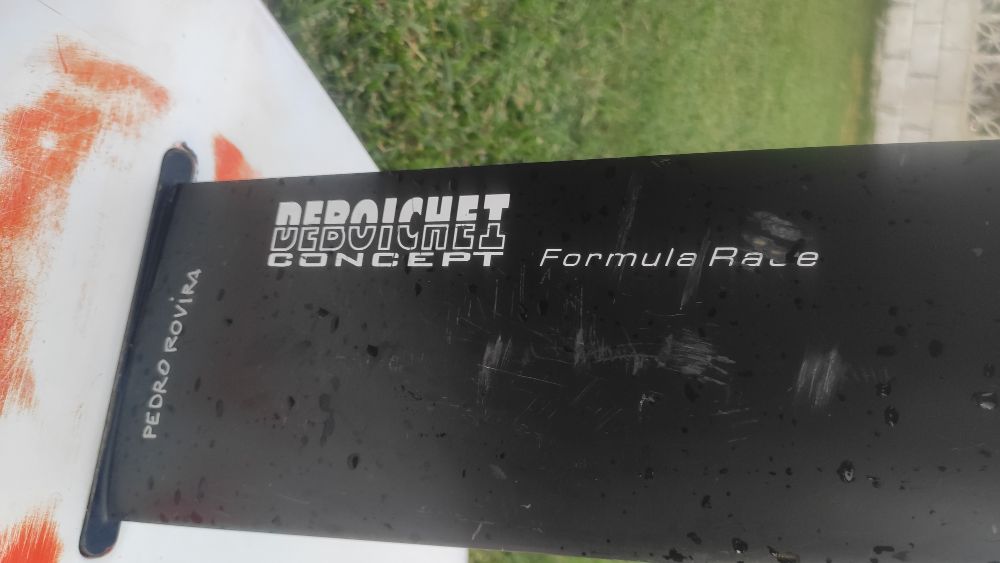 DEBOICHET
CONCEPT
Formula Race
PEDRO ROVIRA